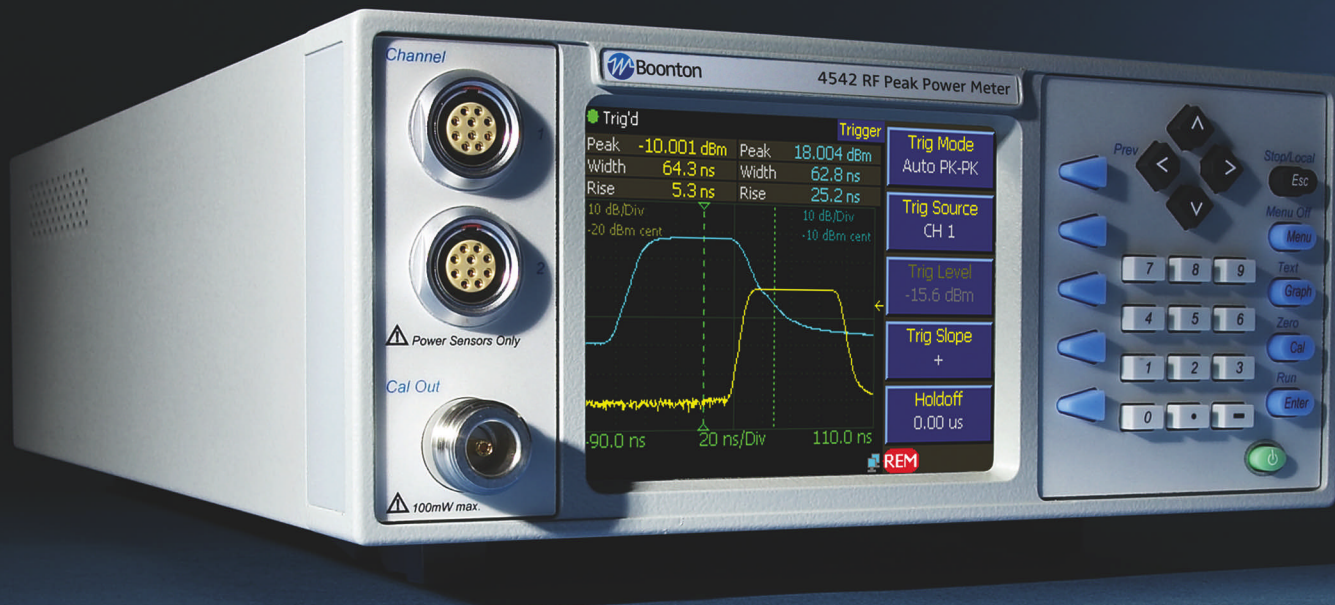 Channel
1
2
Power Sensors Only
Cal Out
100mW max.
Boonton
4542 RF Peak Power Meter
Trig'd
Trigger
Peak -10.001 dBm Peak 18.004 dBm
Width 64.3 ns Width 62.8 ns
Rise 5.3 ns Rise 25.2 ns
10 dB/Div 10 dB/Div
-20 dBm cent -10 dBm cent
-90.0 ns 20 ns/Div 110.0 ns
Trig Mode
Auto PK-PK
Trig Source
CH 1
Trig Level
-15.6 dBm
Trig Slope
+
Holdoff
0.00 us
REM
Prev
Stop/Local
Esc
Menu Off
Menu
Text
Graph
Zero
Cal
Run
Enter
7 8 9
4 5 6
1 2 3
0 • -